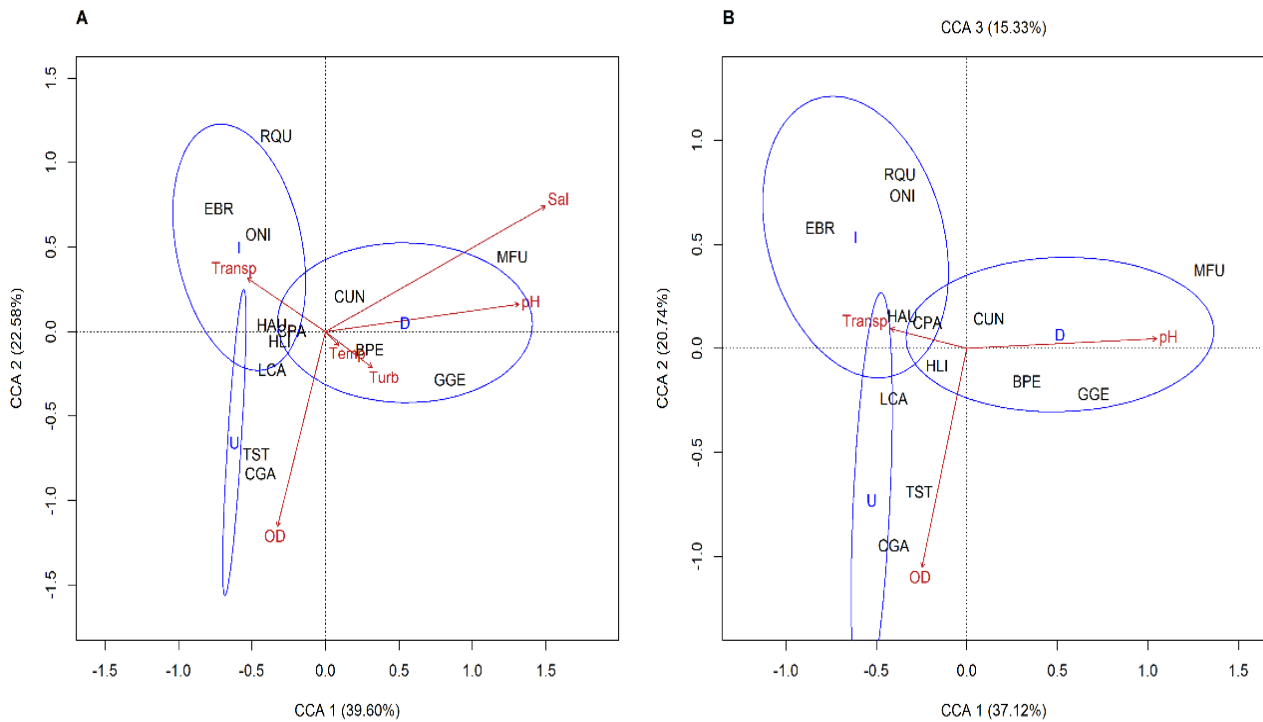 A
CCA 2 (22.58%)
1.5
1.0
0.5
0.0
-0.5
-1.0
-1.5
RQU
EBR
ONI
I
Transp
Sal
MFU
CUN
pH
D
HAU
CPA
HLI
Temp
BPE
Turb
LCA
GGE
U
TST
CGA
OD
-1.5 -1.0 -0.5 0.0 0.5 1.0 1.5
CCA 1 (39.60%)
B
CCA 3 (15.33%)
CCA 2 (20.74%)
1.0
0.5
0.0
-0.5
-1.0
RQU
ONI
EBR
I
MFU
HAU
Transp
CPA
CUN
D
pH
HLI
BPE
GGE
LCA
U
TST
CGA
OD
-1.0 -0.5 0.0 0.5 1.0 1.5
CCA 1 (37.12%)